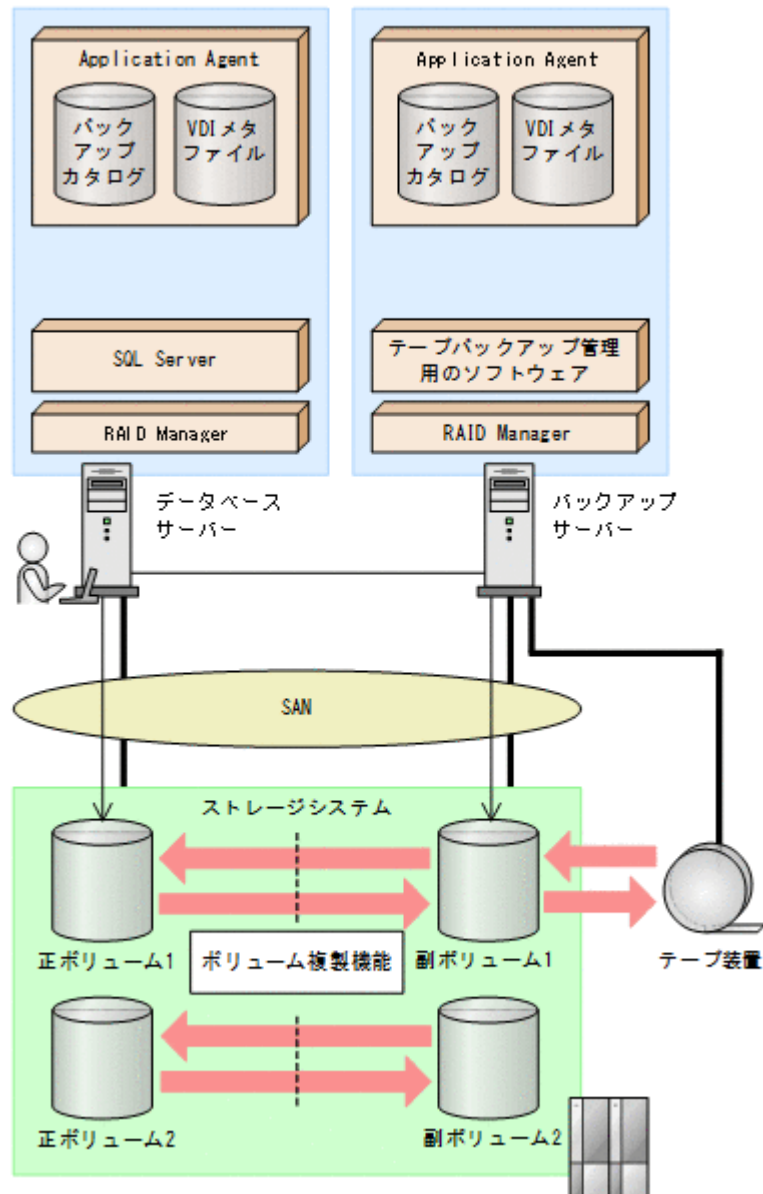 Application Agent
バック
アップ
カタログ
VDIメタ
ファイル
SQL Server
RAID Manager
Application Agent
バック
アップ
カタログ
VDIメタ
ファイル
テープバックアップ管理
用のソフトウェア
RAID Manager
データベース
サーバー
バックアップ
サーバー
SAN
ストレージシステム
正ボリューム1
ボリューム複製機能
副ボリューム1
テープ装置
正ボリューム2
副ボリューム2